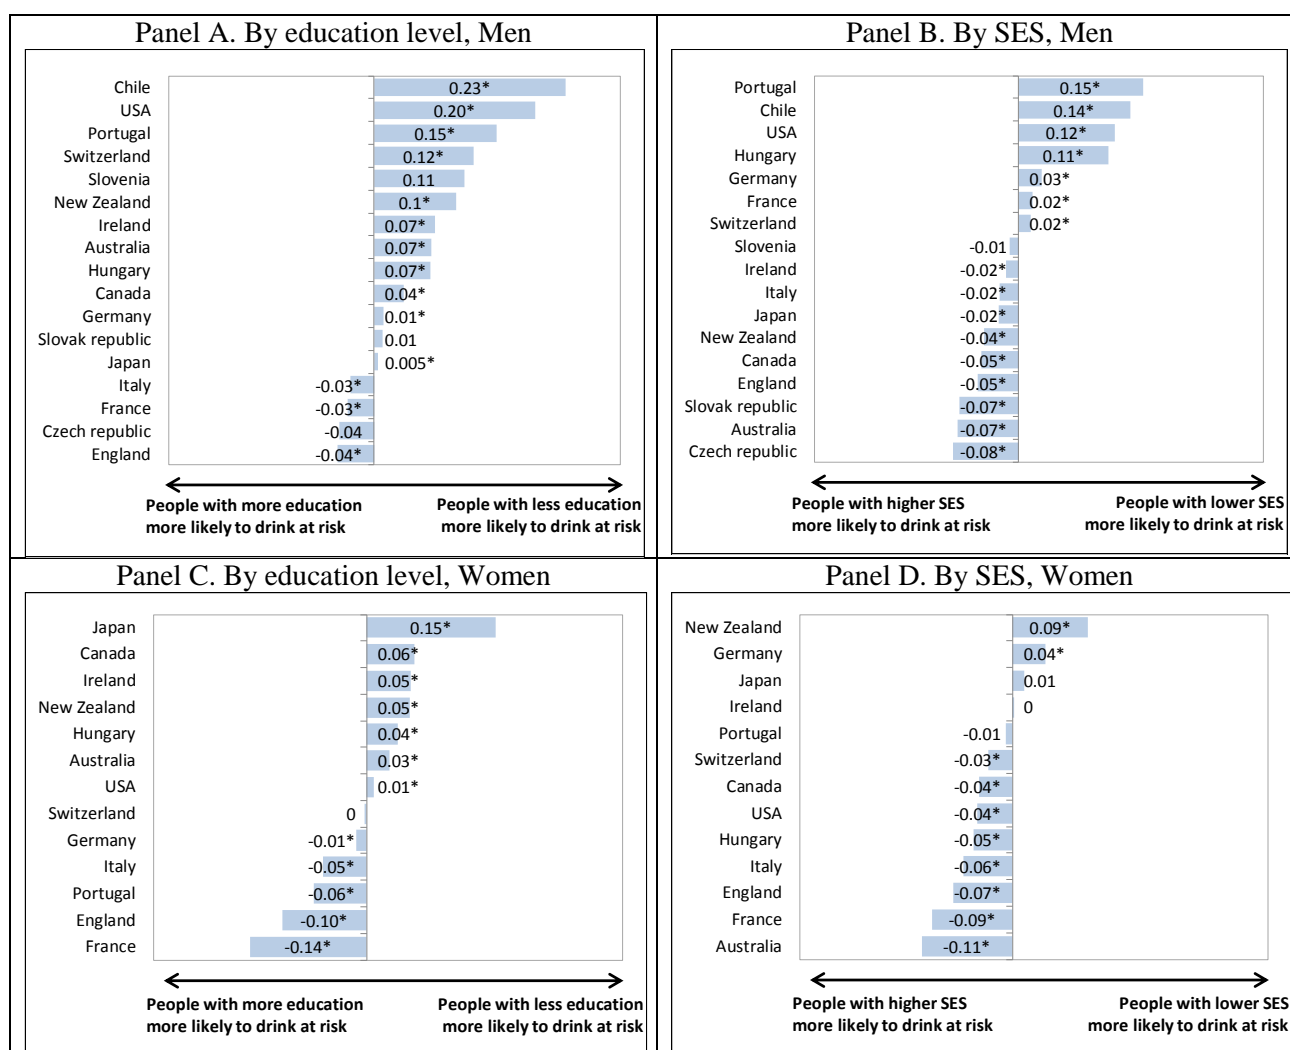 Panel A. By education level, Men
Chile 0.23*
USA 0.20*
Portugal 0.15*
Switzerland 0.12*
Slovenia 0.11
New Zealand 0.1*
Ireland 0.07*
Australia 0.07*
Hungary 0.07*
Canada 0.04*
Germany 0.01*
Slovak republic 0.01
Japan 0.005*
Italy -0.03*
France -0.03*
Czech republic -0.04
England -0.04*
People with more education
more likely to drink at risk
People with less education
more likely to drink at risk
Panel B. By SES, Men
Portugal 0.15*
Chile 0.14*
USA 0.12*
Hungary 0.11*
Germany 0.03*
France 0.02*
Switzerland 0.02*
Slovenia -0.01
Ireland -0.02*
Italy -0.02*
Japan -0.02*
New Zealand -0.04*
Canada -0.05*
England -0.05*
Slovak republic -0.07*
Australia -0.07*
Czech republic -0.08*
People with higher SES
more likely to drink at risk
People with lower SES
more likely to drink at risk
Panel C. By education level, Women
Japan 0.15*
Canada 0.06*
Ireland 0.05*
New Zealand 0.05*
Hungary 0.04*
Australia 0.03*
USA 0.01*
Switzerland 0
Germany -0.01*
Italy -0.05*
Portugal -0.06*
England -0.10*
France -0.14*
People with more education
more likely to drink at risk
People with less education
more likely to drink at risk
Panel D. By SES, Women
New Zealand 0.09*
Germany 0.04*
Japan 0.01
Ireland 0
Portugal -0.01
Switzerland -0.03*
Canada -0.04*
USA -0.04*
Hungary -0.05*
Italy -0.06*
England -0.07*
France -0.09*
Australia -0.11*
People with higher SES
more likely to drink at risk
People with lower SES
more likely to drink at risk